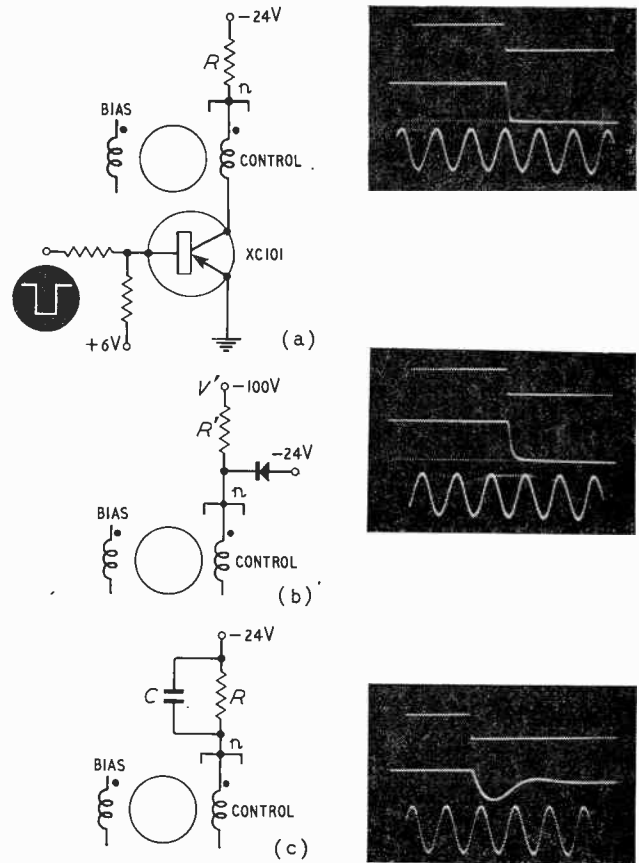 −24V
R
n
BIAS
CONTROL
XC101
+6V
(a)
V′ −100V
R′
−24V
n
BIAS
CONTROL
(b)
−24V
C
R
n
BIAS
CONTROL
(c)